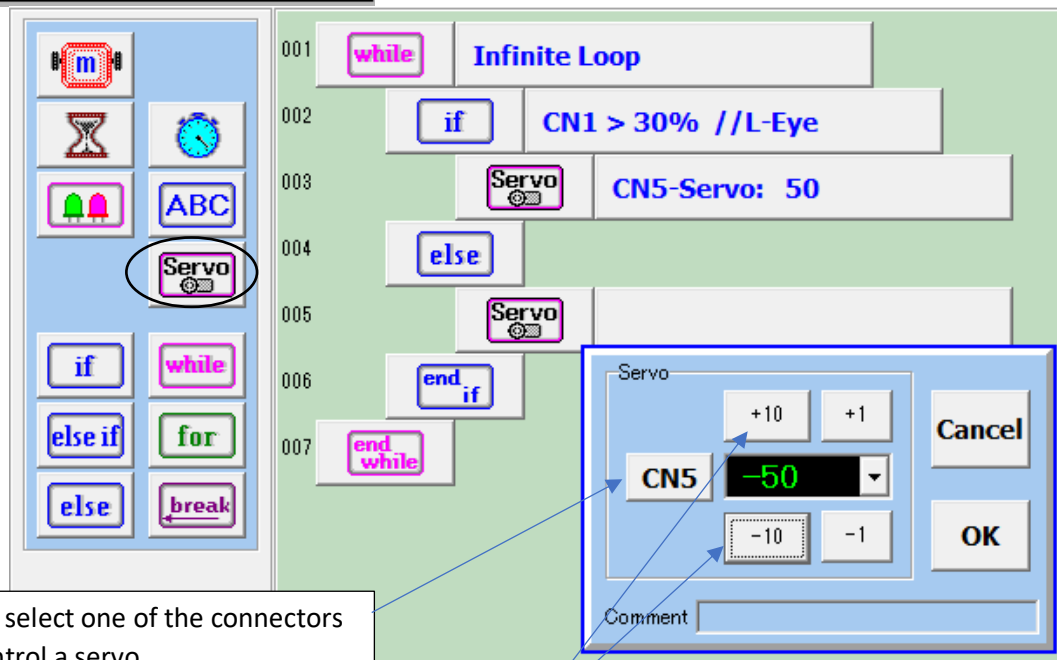 m
ABC
Servo
if
while
else if
for
else
break
001 while Infinite Loop
002 if CN1 > 30% //L-Eye
003 Servo CN5-Servo: 50
004 else
005 Servo
006 end if
007 end while
Servo
+10 +1
Cancel
CN5 -50
-10 -1
OK
Comment
select one of the connectors
a servo